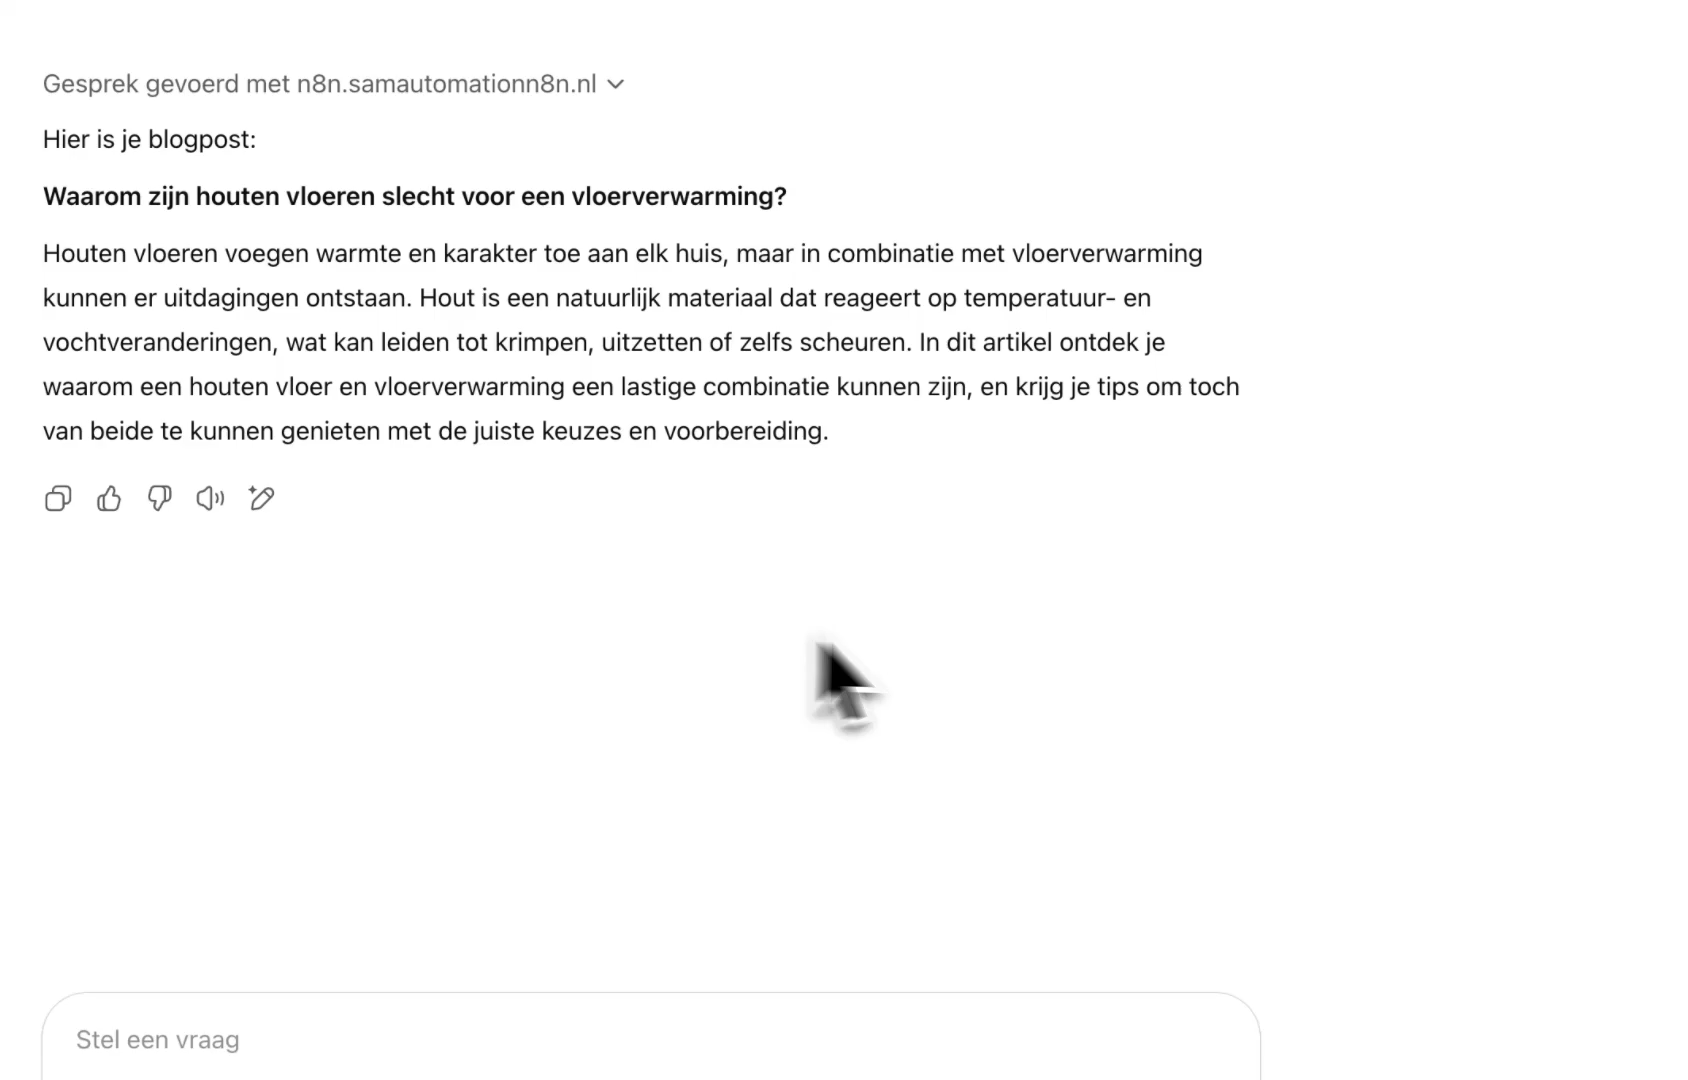 Gesprek gevoerd met n8n.samautomationn8n.nl
Hier is je blogpost:
Waarom zijn houten vloeren slecht voor een vloerverwarming?
Houten vloeren voegen warmte en karakter toe aan elk huis, maar in combinatie met vloerverwarming
kunnen er uitdagingen ontstaan. Hout is een natuurlijk materiaal dat reageert op temperatuur- en
vochtveranderingen, wat kan leiden tot krimpen, uitzetten of zelfs scheuren. In dit artikel ontdek je
waarom een houten vloer en vloerverwarming een lastige combinatie kunnen zijn, en krijg je tips om toch
van beide te kunnen genieten met de juiste keuzes en voorbereiding.
Stel een vraag